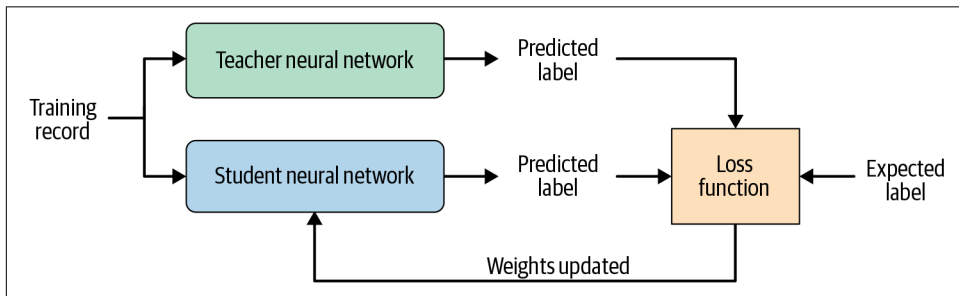 Teacher neural network
Predicted
label
Training
record
Student neural network
Predicted
label
Loss
function
Expected
label
Weights updated